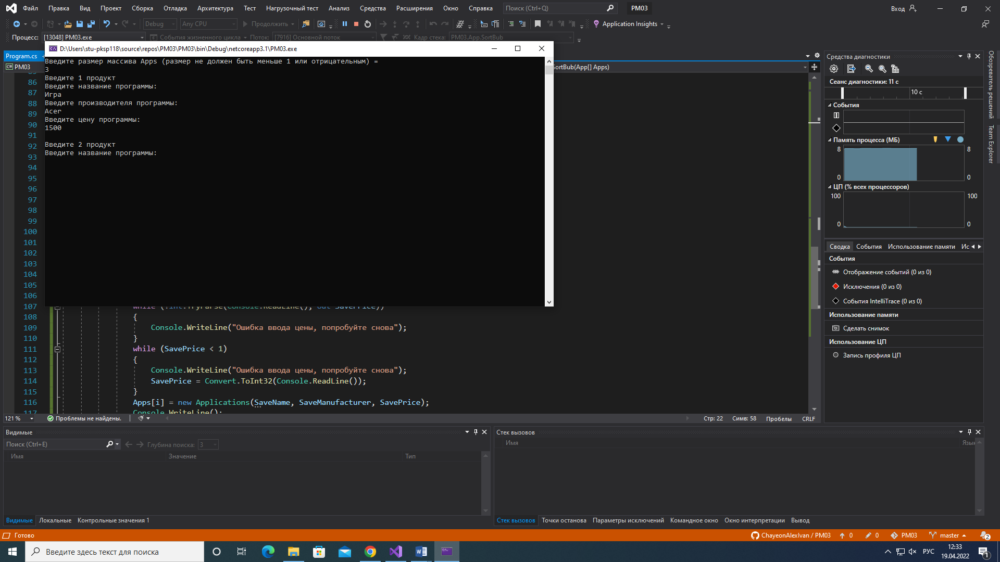 Файл Правка Вид Проект Сборка Отладка Архитектура Тест Нагрузочный тест Анализ Средства Расширения Окно Справка Поиск (Ctrl+Q) PM03 Вход
Debug Any CPU Продолжить Application Insights
Процесс: [13048] PM03.exe События жизненного цикла Поток: [7916] Основной поток Кадр стека: PM03.App.SortBub
D:\Users\stu-pksp118\source\repos\PM03\PM03\bin\Debug\netcoreapp3.1\PM03.exe
Program.cs
C# PM03
SortBub(App[] Apps)
Введите размер массива Apps (размер не должен быть меньше 1 или отрицательным) =
3
Введите 1 продукт
Введите название программы:
Игра
Введите производителя программы:
Acer
Введите цену программы:
1500
Введите 2 продукт
Введите название программы:
86
87
88
89
90
91
92
93
94
95
96
97
98
99
100
101
102
103
104
105
106
107 while (!int.TryParse(Console.ReadLine(), out SavePrice))
108 {
109 Console.WriteLine("Ошибка ввода цены, попробуйте снова");
110 }
111 while (SavePrice < 1)
112 {
113 Console.WriteLine("Ошибка ввода цены, попробуйте снова");
114 SavePrice = Convert.ToInt32(Console.ReadLine());
115 }
116 Apps[i] = new Applications(SaveName, SaveManufacturer, SavePrice);
117 Console.WriteLine();
121 % Проблемы не найдены. Стр: 22 Симв: 58 Пробелы CRLF
Средства диагностики
Сеанс диагностики: 11 с
10 с
События
Память процесса (МБ)
8 8
0 0
ЦП (% всех процессоров)
100 100
0 0
Сводка События Использование памяти Ис
События
Отображение событий (0 из 0)
Исключения (0 из 0)
События IntelliTrace (0 из 0)
Использование памяти
Сделать снимок
Использование ЦП
Запись профиля ЦП
Обозреватель решений
Team Explorer
Видимые
Поиск (Ctrl+E) Глубина поиска: 3
Имя Значение Тип
Видимые Локальные Контрольные значения 1
Стек вызовов
Имя Язык
Стек вызовов Точки останова Параметры исключений Командное окно Окно интерпретации Вывод
Готово ChayeonAlexIvan / PM03 0 0 PM03 master 2
Введите здесь текст для поиска РУС 12:33
19.04.2022 1